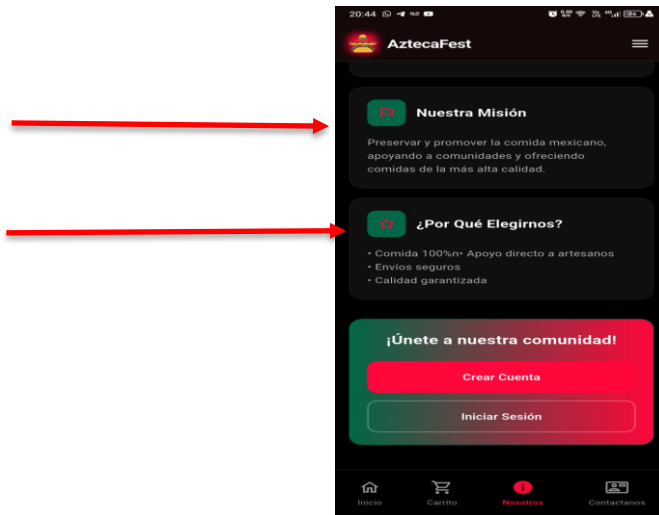 20:44
AztecaFest
Nuestra Misión
Preservar y promover la comida mexicano,
apoyando a comunidades y ofreciendo
comidas de la más alta calidad.
¿Por Qué Elegirnos?
• Comida 100%n• Apoyo directo a artesanos
• Envíos seguros
• Calidad garantizada
¡Únete a nuestra comunidad!
Crear Cuenta
Iniciar Sesión
Inicio
Carrito
Nosotros
Contactanos